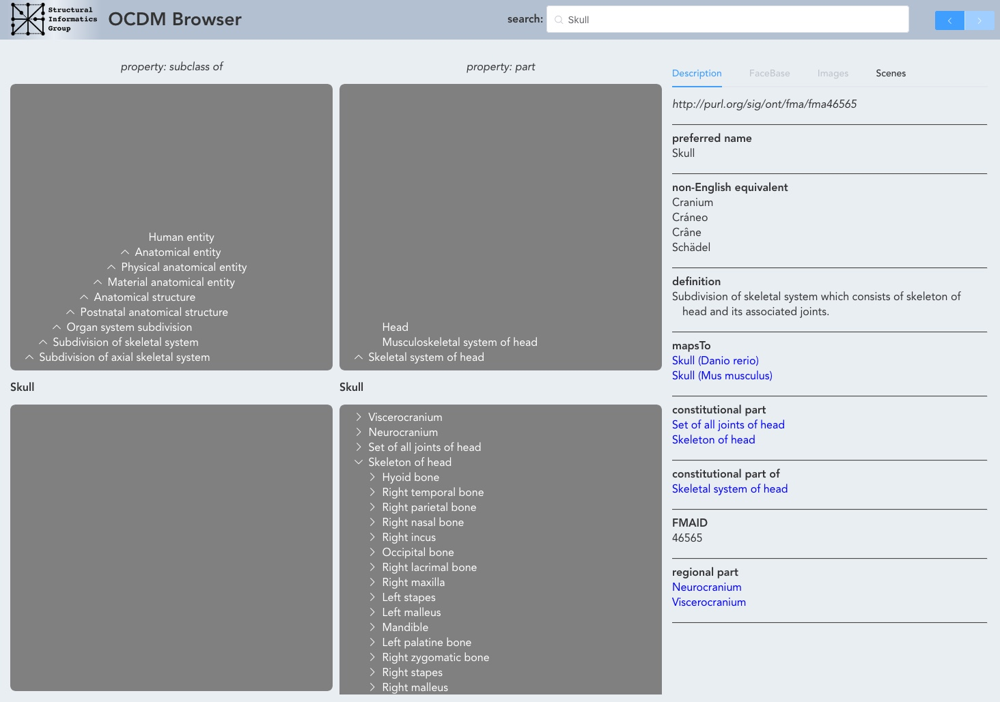 Structural
Informatics
Group
OCDM Browser
search:
Skull
property: subclass of
Human entity
Anatomical entity
Physical anatomical entity
Material anatomical entity
Anatomical structure
Postnatal anatomical structure
Organ system subdivision
Subdivision of skeletal system
Subdivision of axial skeletal system
Skull
property: part
Head
Musculoskeletal system of head
Skeletal system of head
Skull
Viscerocranium
Neurocranium
Set of all joints of head
Skeleton of head
Hyoid bone
Right temporal bone
Right parietal bone
Right nasal bone
Right incus
Occipital bone
Right lacrimal bone
Right maxilla
Left stapes
Left malleus
Mandible
Left palatine bone
Right zygomatic bone
Right stapes
Right malleus
Description FaceBase Images Scenes
http://purl.org/sig/ont/fma/fma46565
preferred name
Skull
non-English equivalent
Cranium
Cráneo
Crâne
Schädel
definition
Subdivision of skeletal system which consists of skeleton of
head and its associated joints.
mapsTo
Skull (Danio rerio)
Skull (Mus musculus)
constitutional part
Set of all joints of head
Skeleton of head
constitutional part of
Skeletal system of head
FMAID
46565
regional part
Neurocranium
Viscerocranium